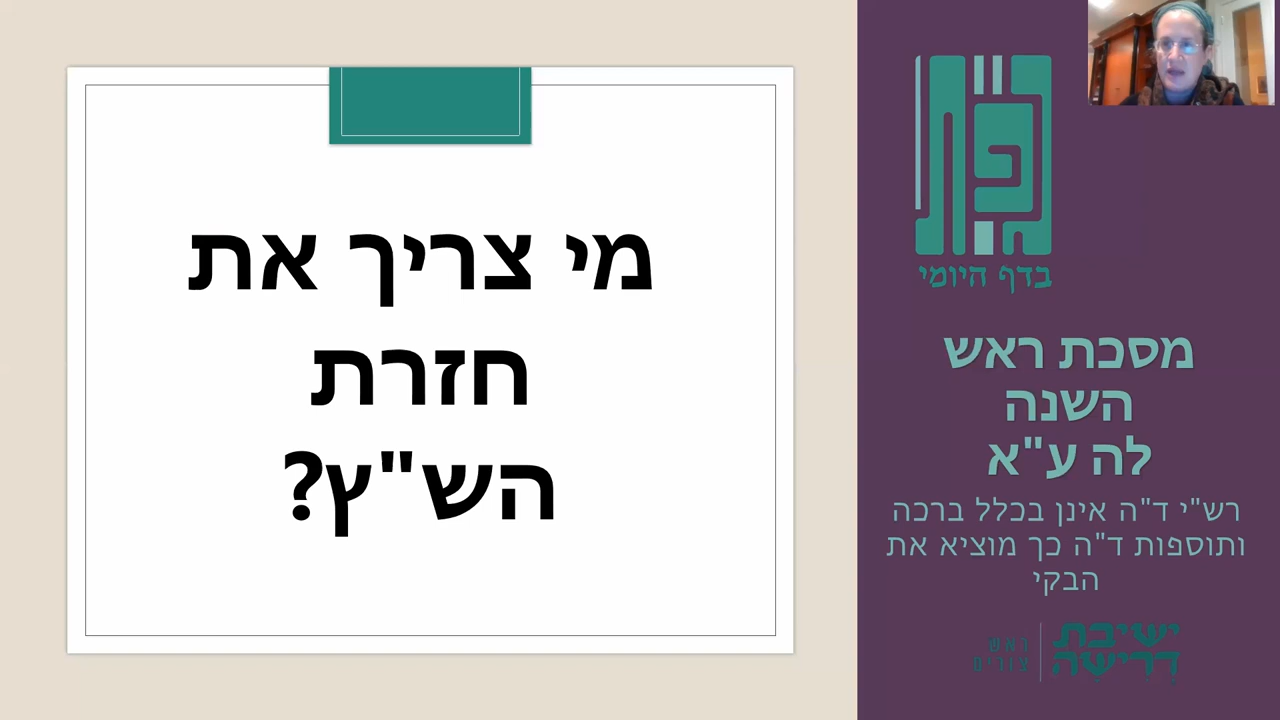 מי צריך את
חזרת
הש"ץ?
גפ"ת
בדף היומי
מסכת ראש
השנה
לה ע"א
רש"י ד"ה אינן בכלל ברכה
ותוספות ד"ה כך מוציא את
הבקי
ישיבת
דרישה
ראש
צורים